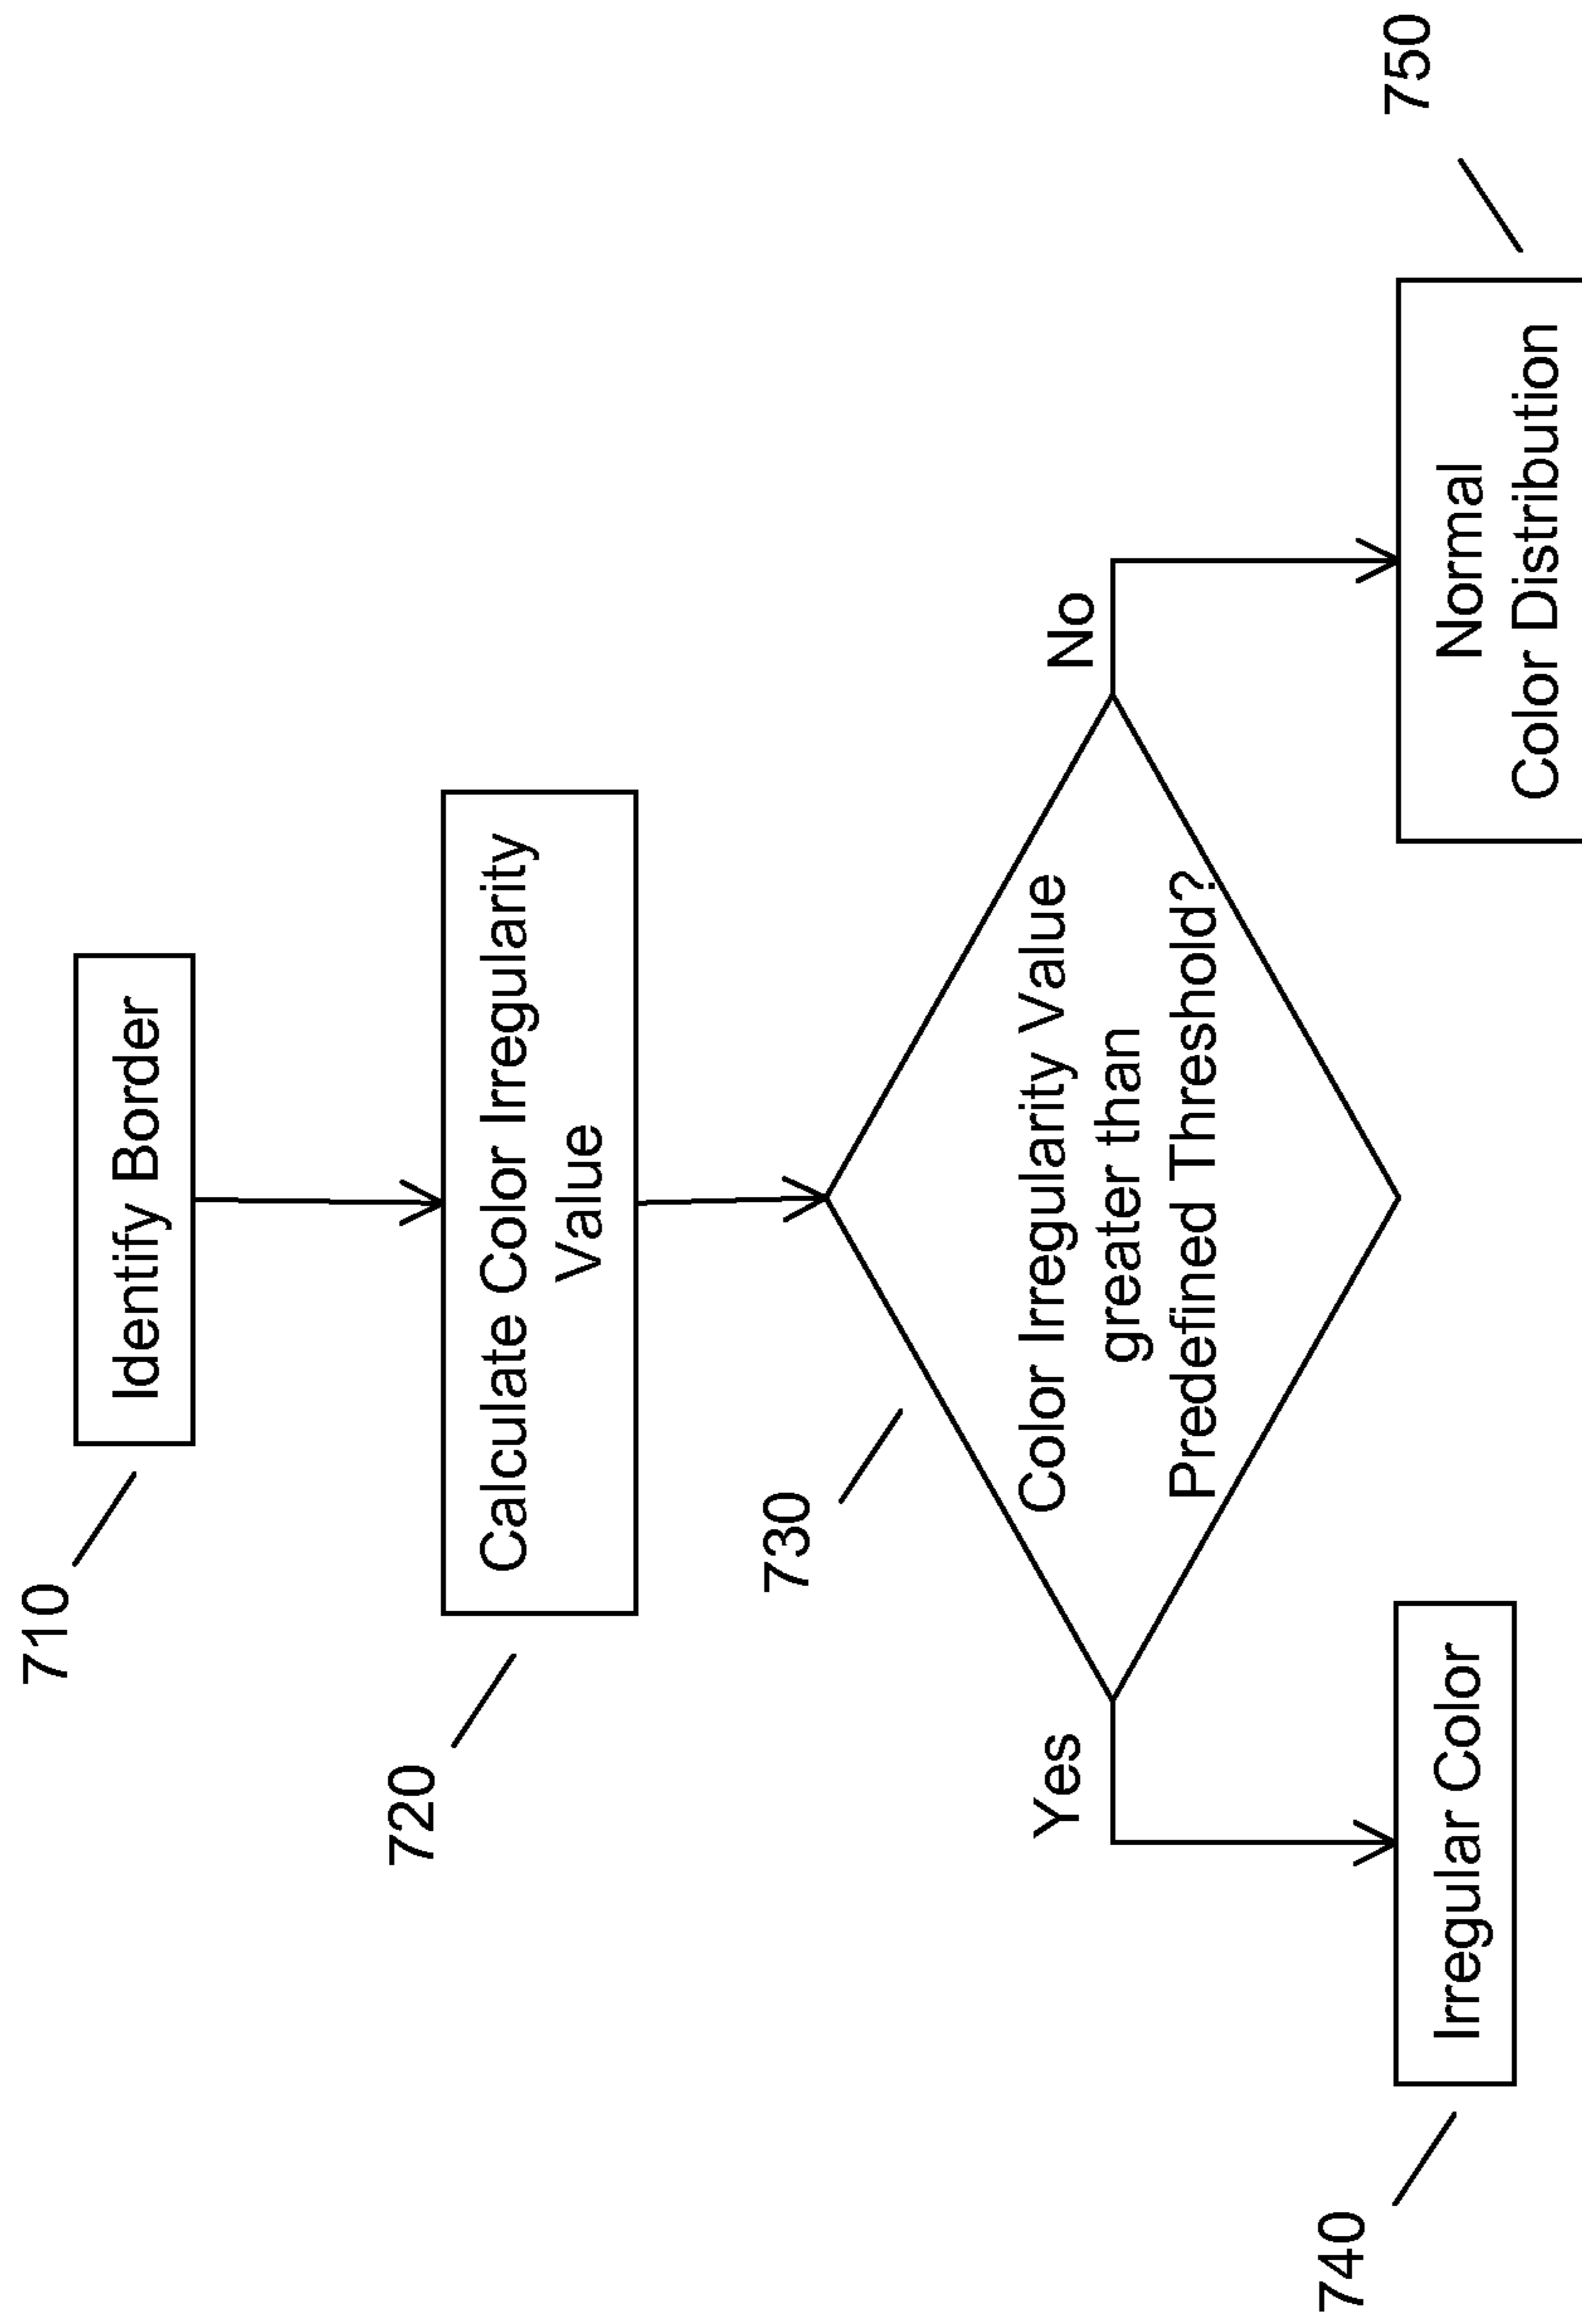 710
Identify Border
720
Calculate Color Irregularity
Value
730
Color Irregularity Value
greater than
Predefined Threshold?
Yes
No
740
Irregular Color
750
Normal
Color Distribution